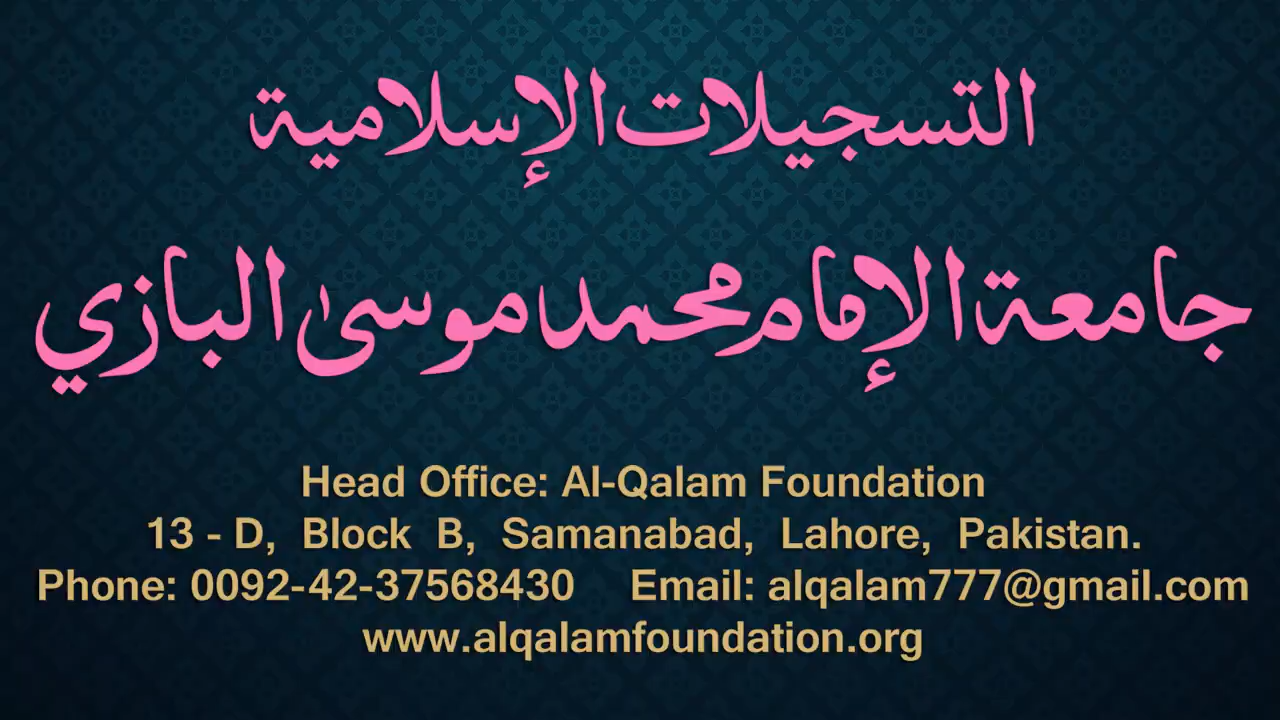 التسجيلات الإسلامية
جامعة الإمام محمد موسىٰ البازي
Head Office: Al-Qalam Foundation
13 - D, Block B, Samanabad, Lahore, Pakistan.
Phone: 0092-42-37568430 Email: alqalam777@gmail.com
www.alqalamfoundation.org